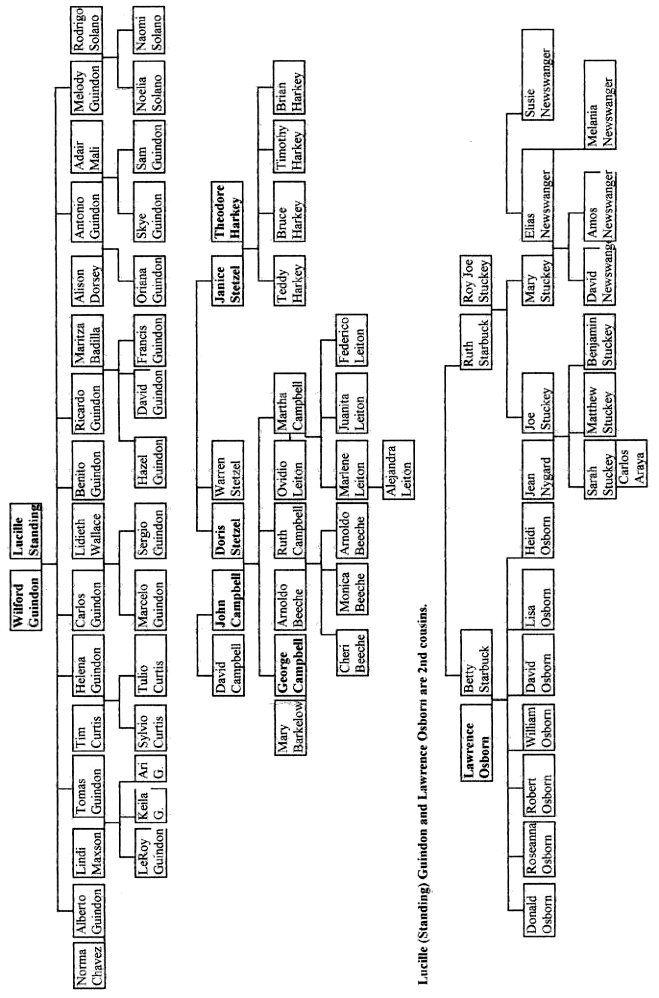 Wilford
Guindon
Lucille
Standing
Norma
Chavez
Alberto
Guindon
Lindi
Maxson
Tomas
Guindon
Tim
Curtis
Helena
Guindon
Carlos
Guindon
Lidieth
Wallace
Benito
Guindon
Ricardo
Guindon
Maritza
Badilla
Alison
Dorsey
Antonio
Guindon
Adair
Mali
Melody
Guindon
Rodrigo
Solano
LeRoy
Guindon
Keila
G.
Ari
G.
Sylvio
Curtis
Tulio
Curtis
Marcelo
Guindon
Sergio
Guindon
Hazel
Guindon
David
Guindon
Francis
Guindon
Oriana
Guindon
Skye
Guindon
Sam
Guindon
Noelia
Solano
Naomi
Solano
David
Campbell
John
Campbell
Doris
Stetzel
Warren
Stetzel
Janice
Stetzel
Theodore
Harkey
Mary
Barkelow
George
Campbell
Arnoldo
Beeche
Ruth
Campbell
Ovidio
Leiton
Martha
Campbell
Teddy
Harkey
Bruce
Harkey
Timothy
Harkey
Brian
Harkey
Cheri
Beeche
Monica
Beeche
Arnoldo
Beeche
Marlene
Leiton
Juanita
Leiton
Federico
Leiton
Alejandra
Leiton
Lucille (Standing) Guindon and Lawrence Osborn are 2nd cousins.
Lawrence
Osborn
Betty
Starbuck
Ruth
Starbuck
Roy Joe
Stuckey
Donald
Osborn
Roseanna
Osborn
Robert
Osborn
William
Osborn
David
Osborn
Lisa
Osborn
Heidi
Osborn
Jean
Nygard
Joe
Stuckey
Mary
Stuckey
Elias
Newswanger
Susie
Newswanger
Sarah
Stuckey
Carlos
Araya
Matthew
Stuckey
Benjamin
Stuckey
David
Newswange
Amos
Newswanger
Melania
Newswanger